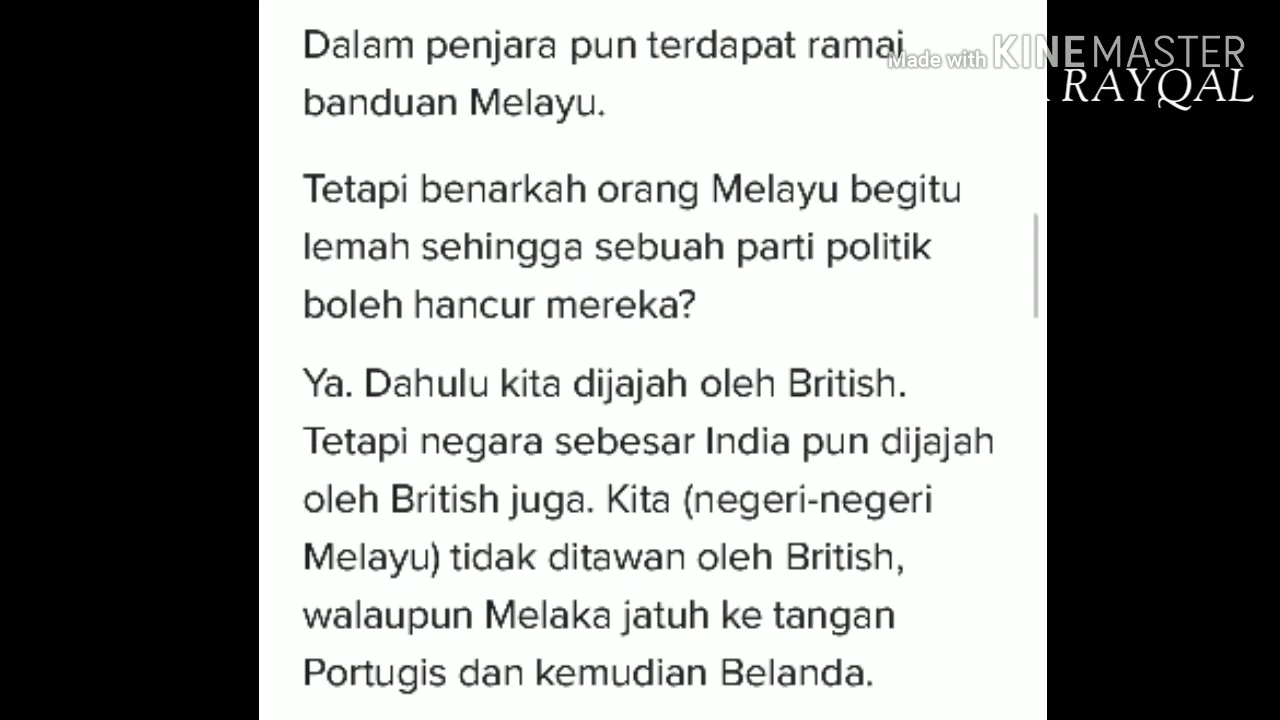 Dalam penjara pun terdapat ramai
Made with KINEMASTER
RAYQAL
banduan Melayu.
Tetapi benarkah orang Melayu begitu
lemah sehingga sebuah parti politik
boleh hancur mereka?
Ya. Dahulu kita dijajah oleh British.
Tetapi negara sebesar India pun dijajah
oleh British juga. Kita (negeri-negeri
Melayu) tidak ditawan oleh British,
walaupun Melaka jatuh ke tangan
Portugis dan kemudian Belanda.